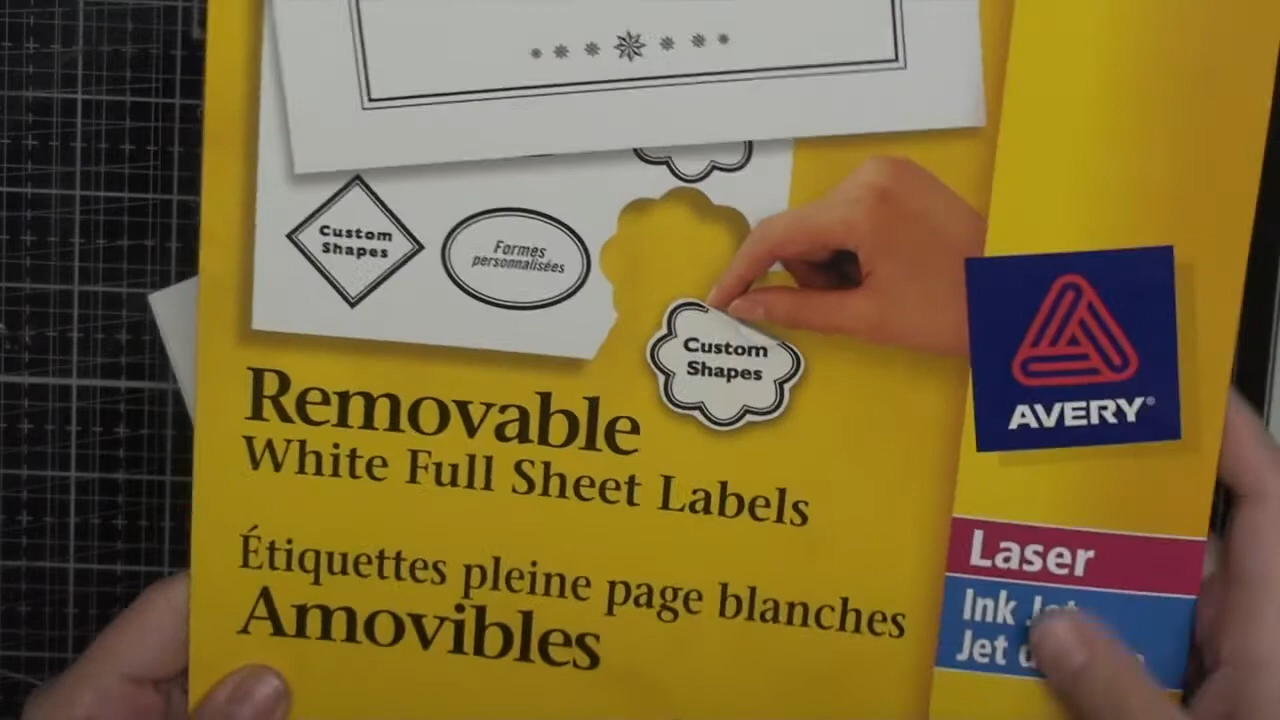 Custom
Shapes
Formes
personnalisées
Custom
Shapes
AVERY®
Removable
White Full Sheet Labels
Étiquettes pleine page blanches
Amovibles
Laser
Ink
Jet